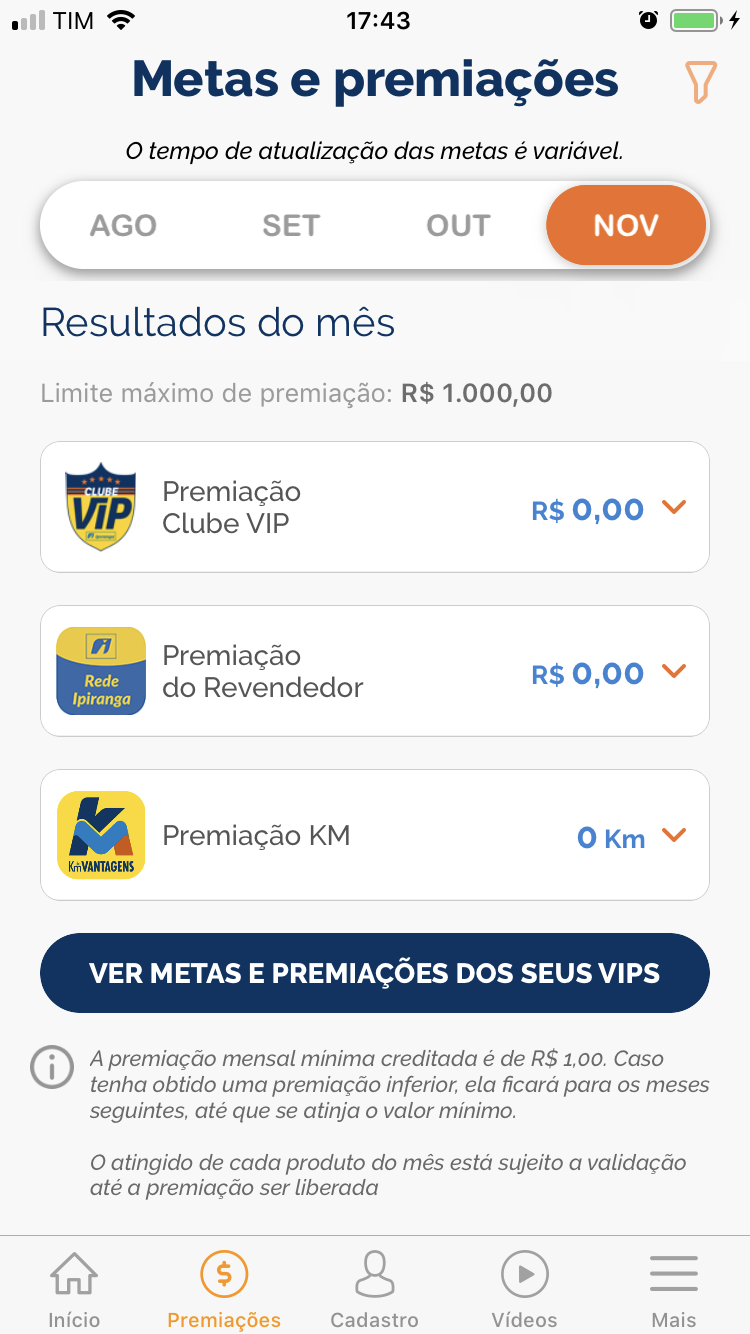 TIM 17:43
Metas e premiações
O tempo de atualização das metas é variável.
AGO SET OUT NOV
Resultados do mês
Limite máximo de premiação: R$ 1.000,00
CLUBE
VIP
Premiação
Clube VIP
R$ 0,00
Rede
Ipiranga
Premiação
do Revendedor
R$ 0,00
KmVANTAGENS
Premiação KM
0 Km
VER METAS E PREMIAÇÕES DOS SEUS VIPS
A premiação mensal mínima creditada é de R$ 1,00. Caso
tenha obtido uma premiação inferior, ela ficará para os meses
seguintes, até que se atinja o valor mínimo.
O atingido de cada produto do mês está sujeito a validação
até a premiação ser liberada
Início Premiações Cadastro Vídeos Mais